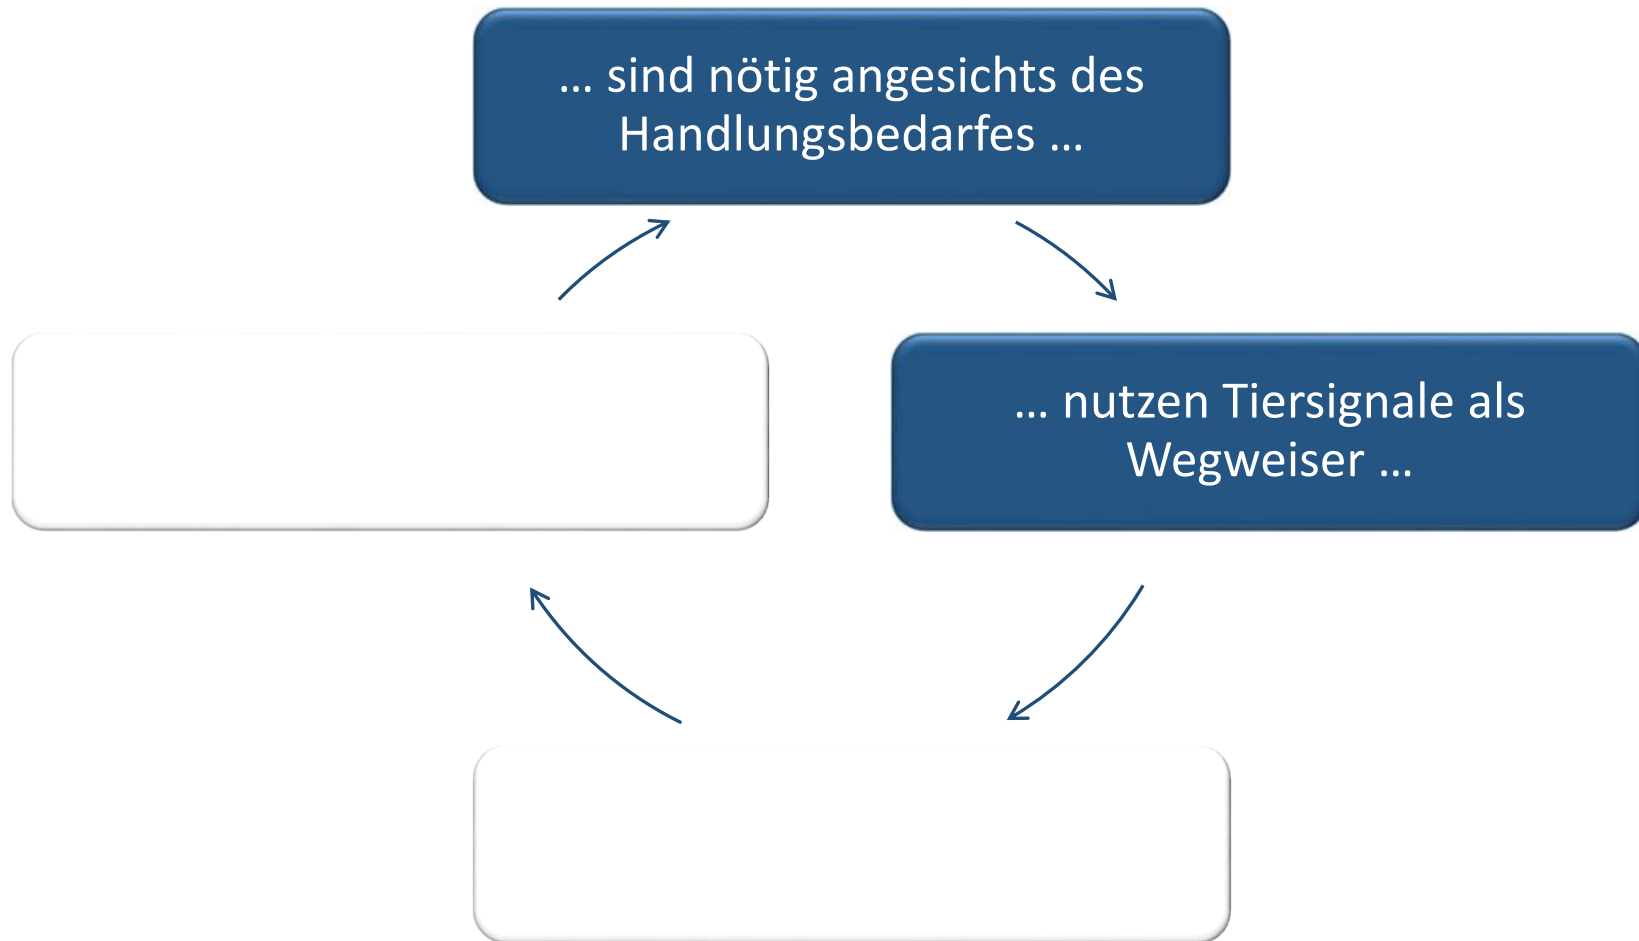 ... sind nötig angesichts des
Handlungsbedarfes ...
... nutzen Tiersignale als
Wegweiser ...